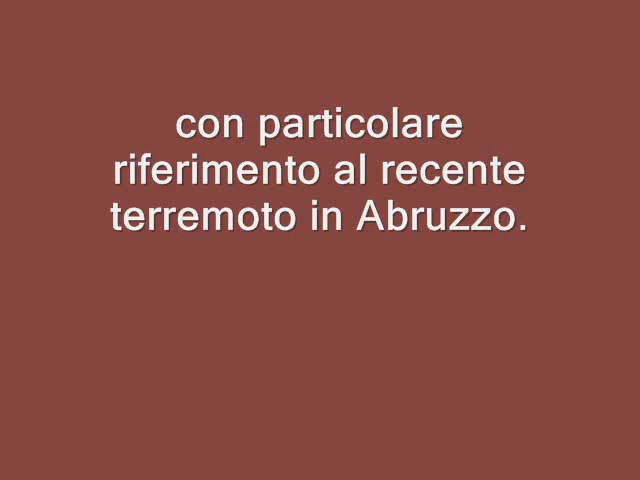 con particolare
riferimento al recente
terremoto in Abruzzo.